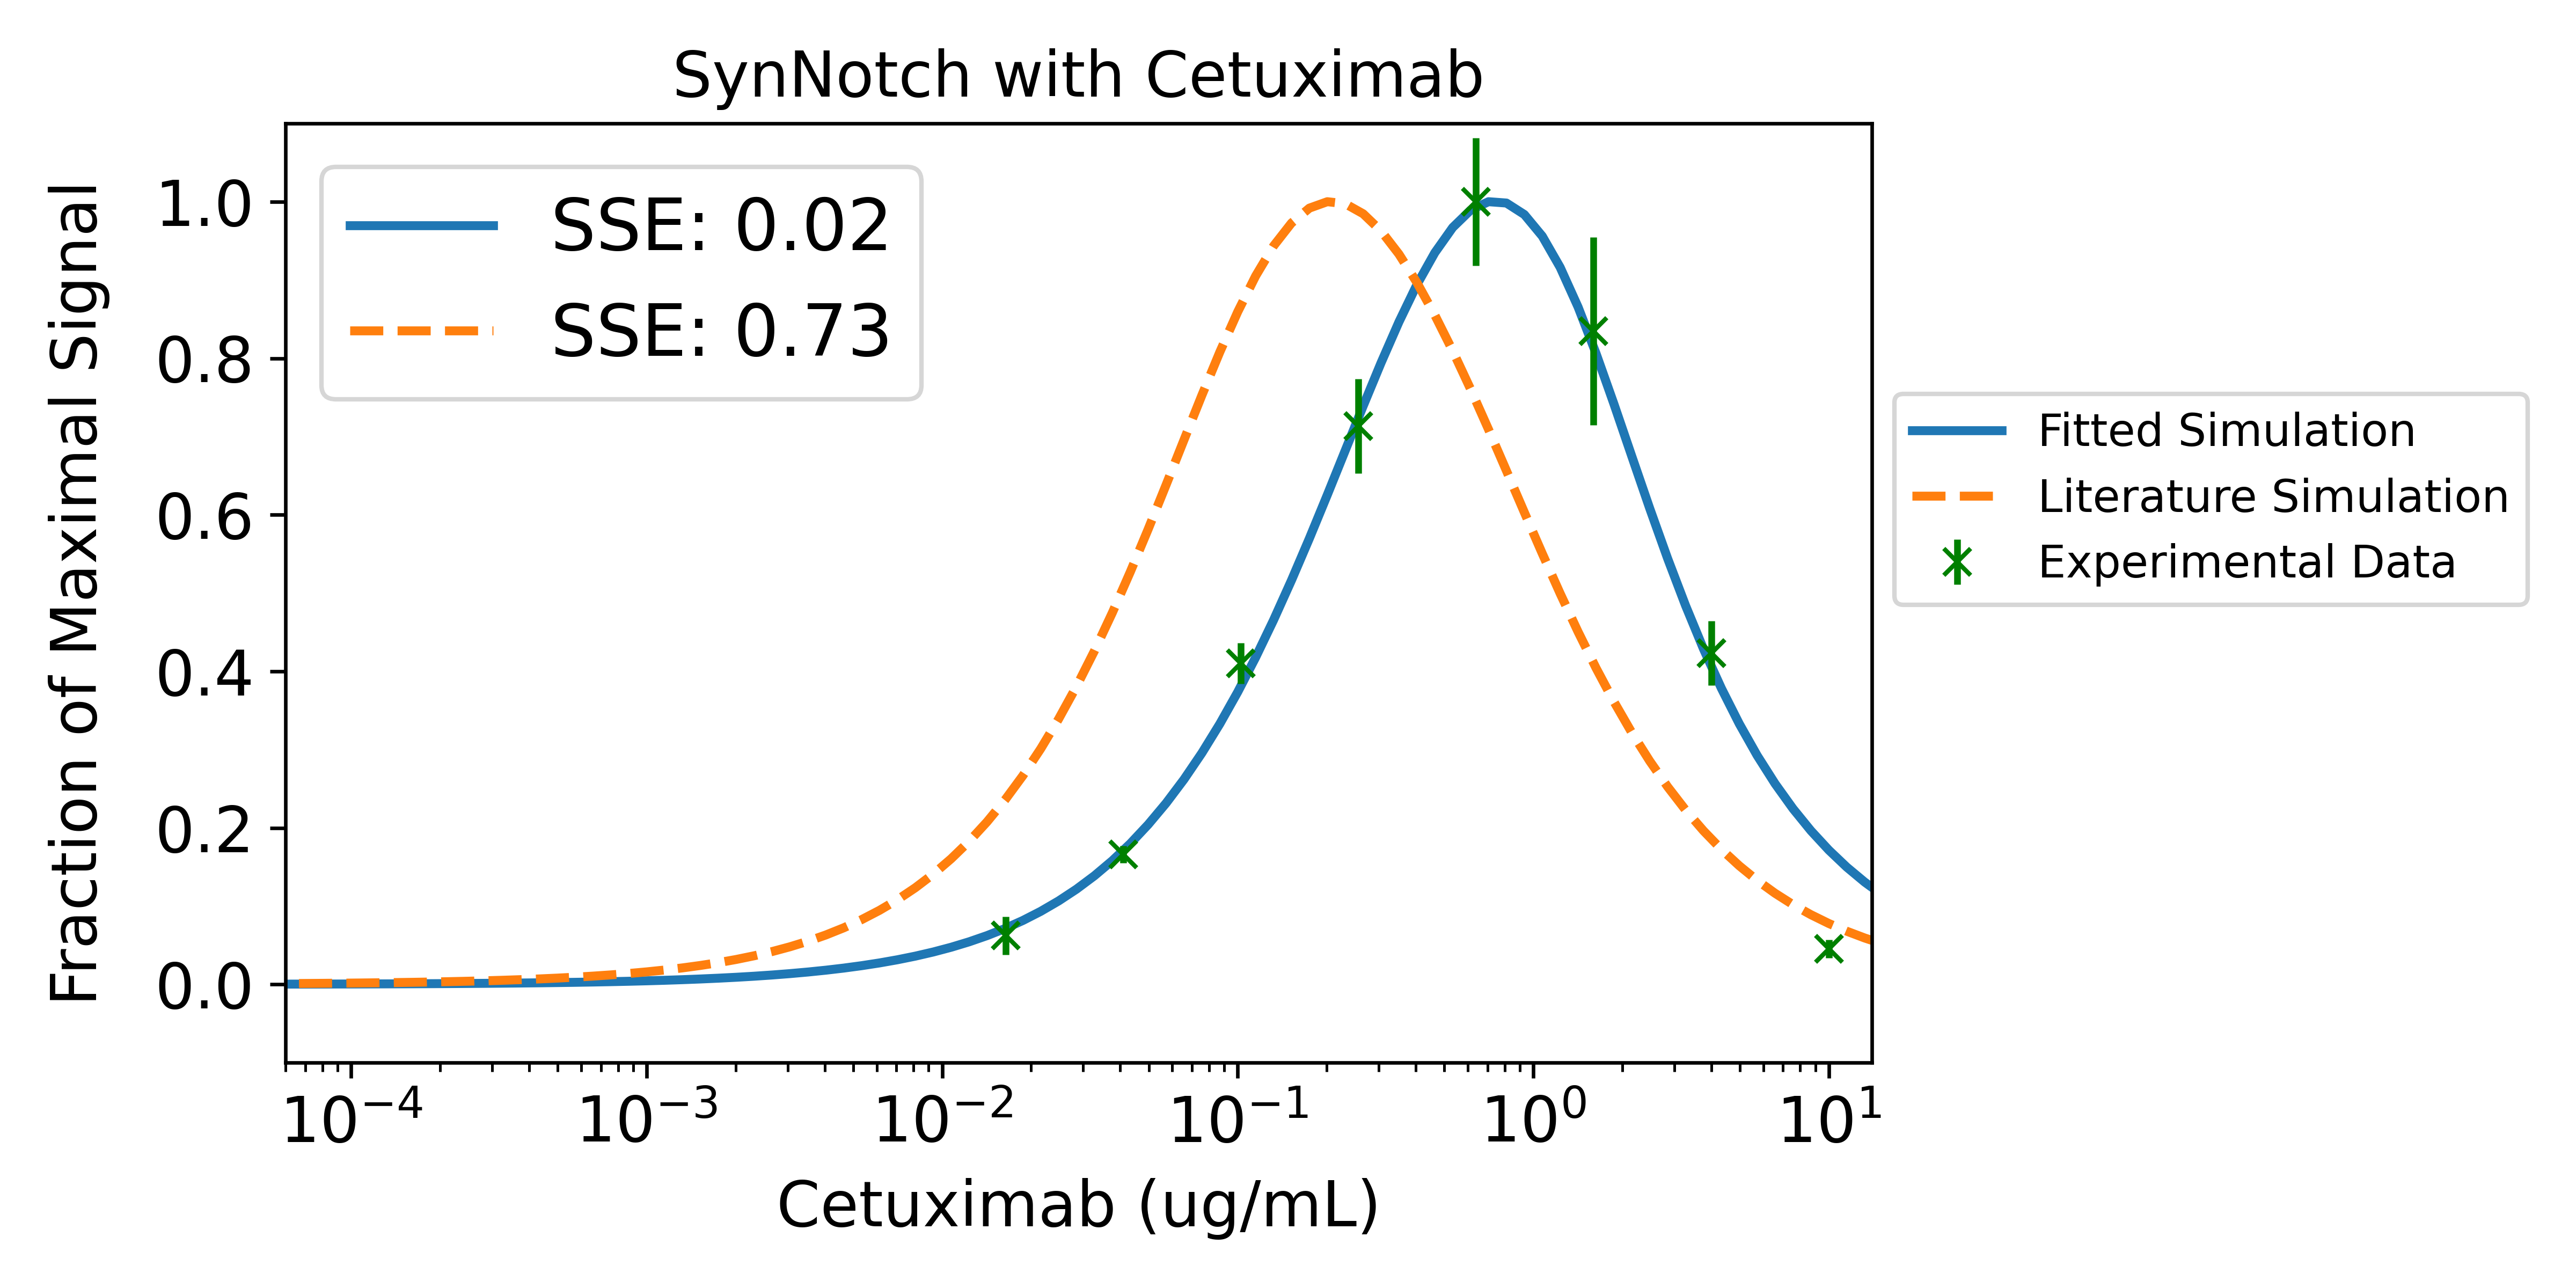 SynNotch with Cetuximab
Fraction of Maximal Signal
1.0
0.8
0.6
0.4
0.2
0.0
SSE: 0.02
SSE: 0.73
Fitted Simulation
Literature Simulation
Experimental Data
10⁻⁴ 10⁻³ 10⁻² 10⁻¹ 10⁰ 10¹
Cetuximab (ug/mL)